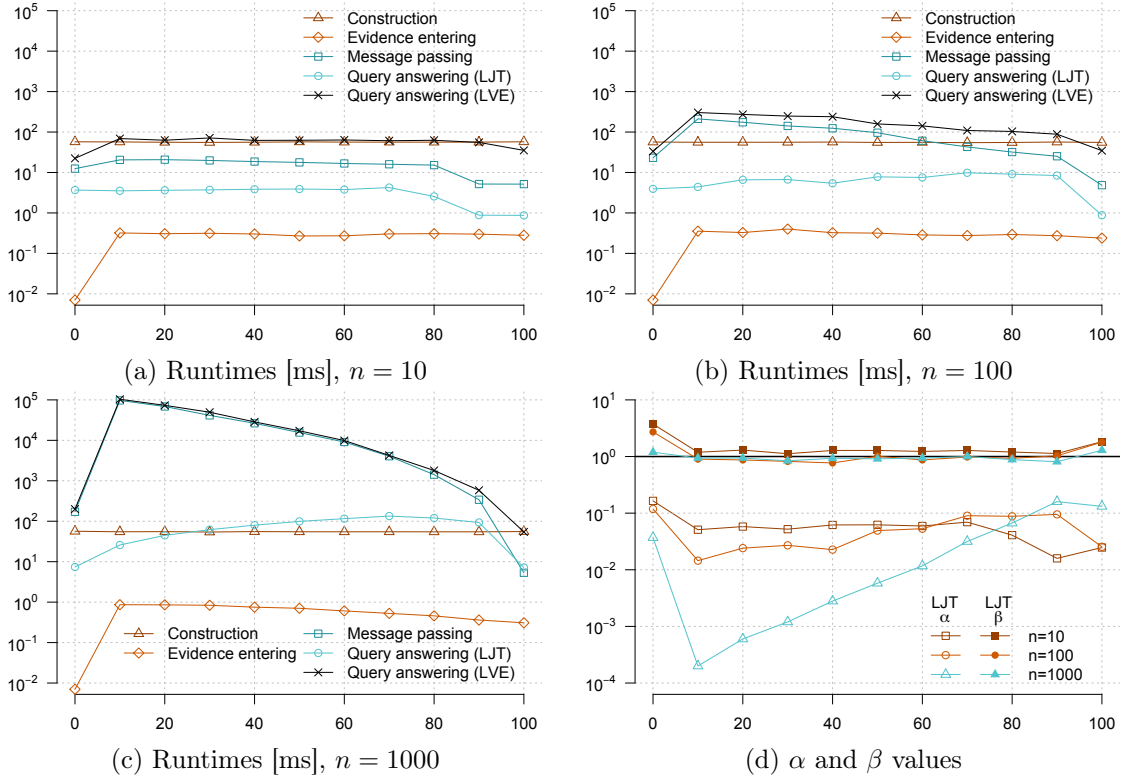 10^5
10^4
10^3
10^2
10^1
10^0
10^−1
10^−2
Construction
Evidence entering
Message passing
Query answering (LJT)
Query answering (LVE)
0 20 40 60 80 100
(a) Runtimes [ms], n = 10
10^5
10^4
10^3
10^2
10^1
10^0
10^−1
10^−2
Construction
Evidence entering
Message passing
Query answering (LJT)
Query answering (LVE)
0 20 40 60 80 100
(b) Runtimes [ms], n = 100
10^5
10^4
10^3
10^2
10^1
10^0
10^−1
10^−2
Construction
Evidence entering
Message passing
Query answering (LJT)
Query answering (LVE)
0 20 40 60 80 100
(c) Runtimes [ms], n = 1000
10^1
10^0
10^−1
10^−2
10^−3
10^−4
LJT LJT
α β
n=10
n=100
n=1000
0 20 40 60 80 100
(d) α and β values